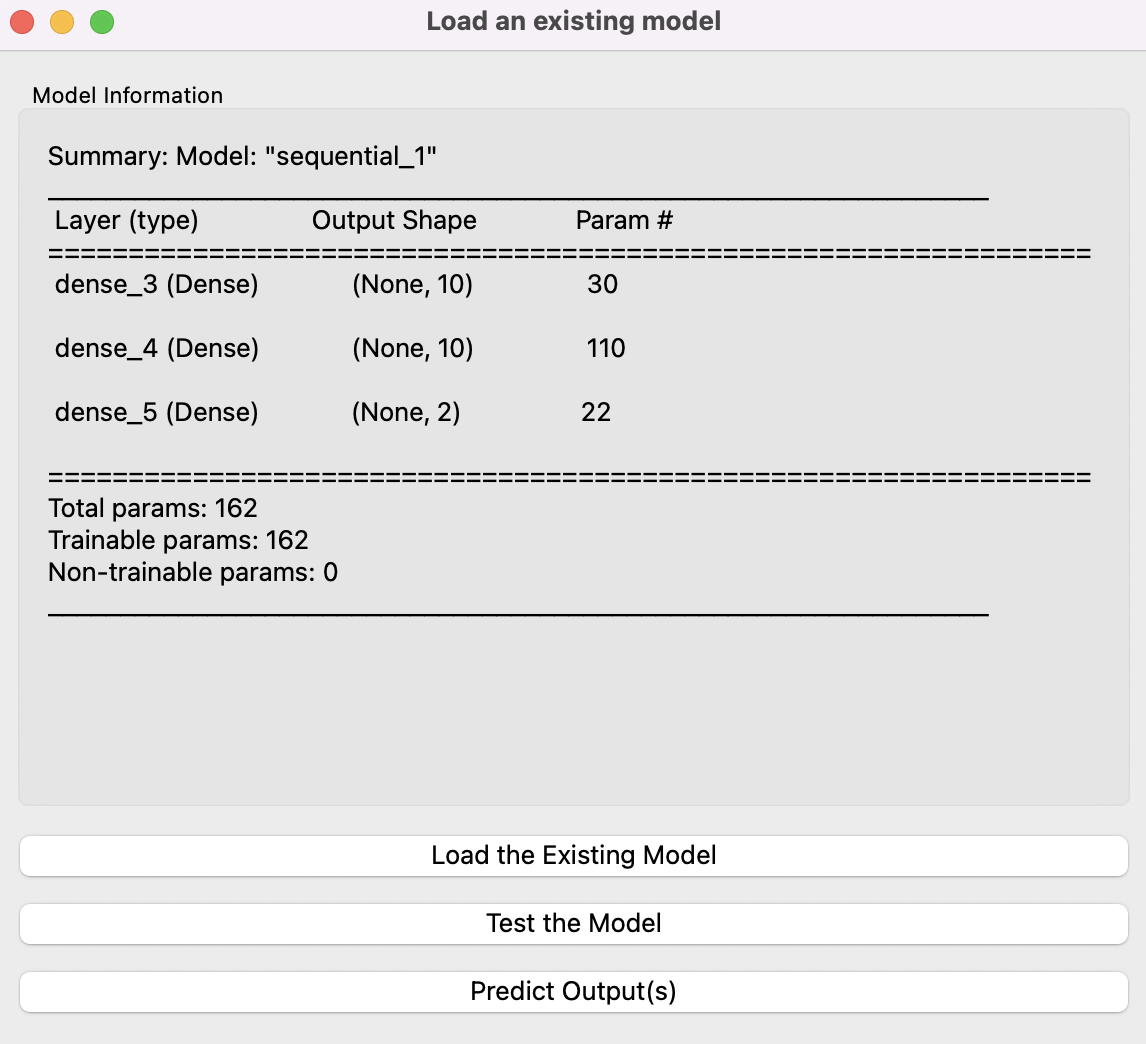 Load an existing model
Model Information
Summary: Model: "sequential_1"
_________________________________________________________________
Layer (type) Output Shape Param #
=================================================================
dense_3 (Dense) (None, 10) 30
dense_4 (Dense) (None, 10) 110
dense_5 (Dense) (None, 2) 22
=================================================================
Total params: 162
Trainable params: 162
Non-trainable params: 0
_________________________________________________________________
Load the Existing Model
Test the Model
Predict Output(s)